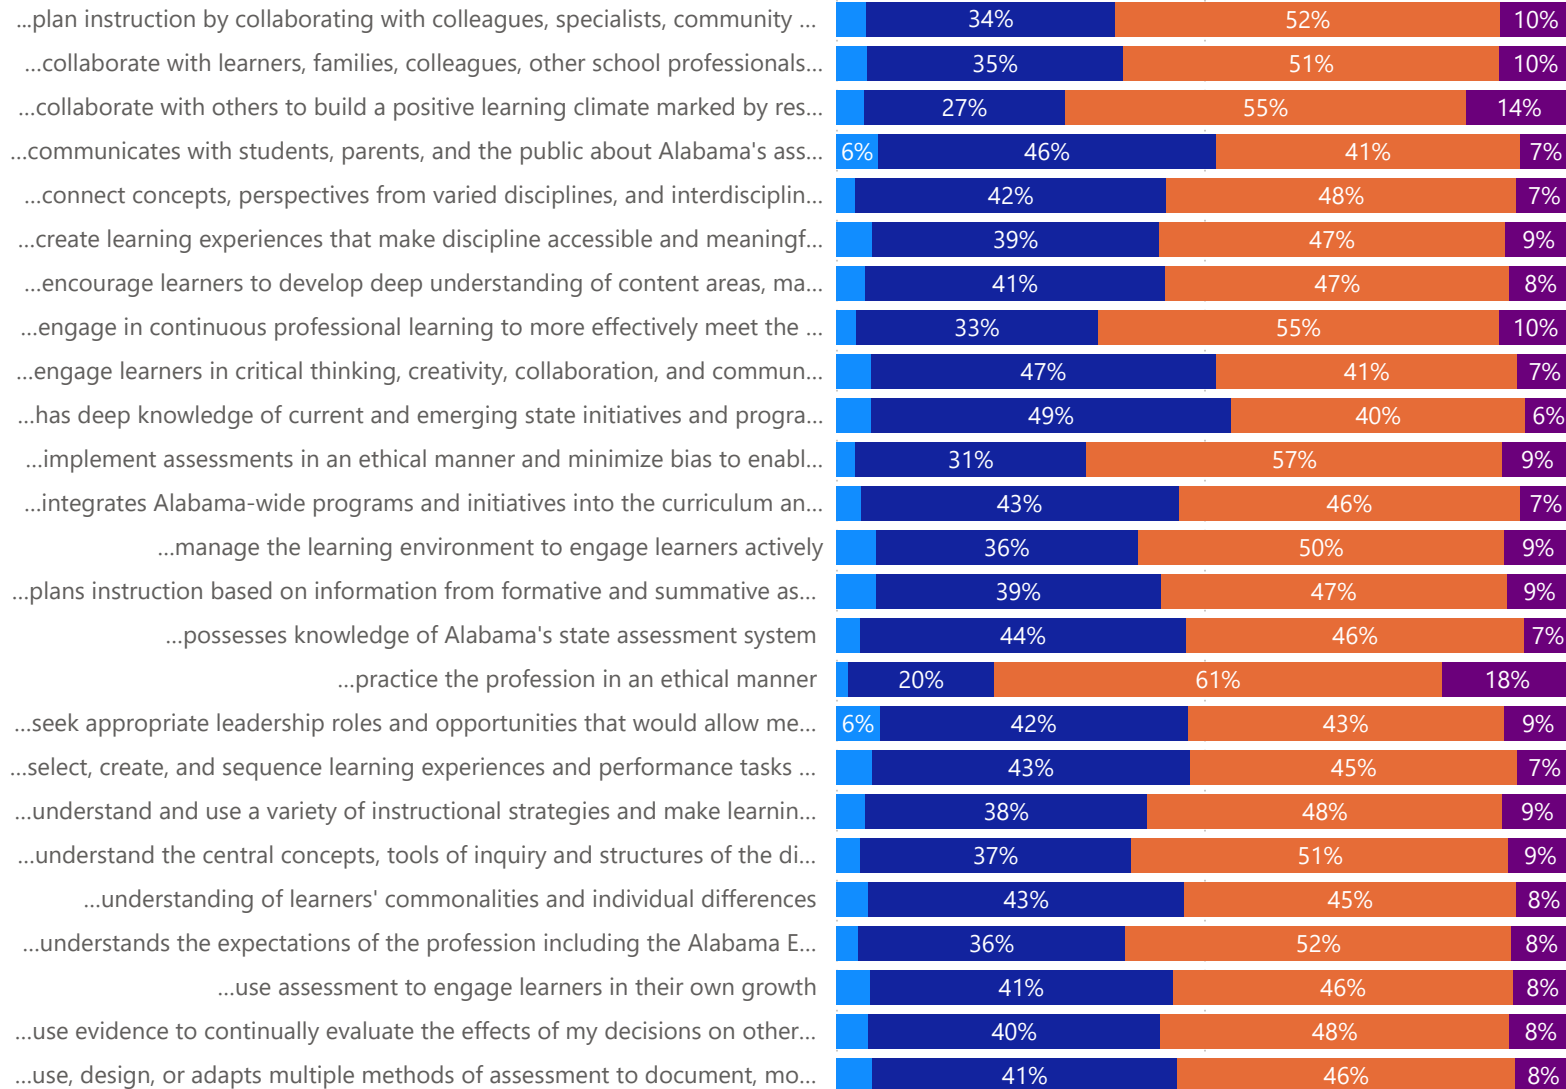 ...plan instruction by collaborating with colleagues, specialists, community ... 34% 52% 10%
...collaborate with learners, families, colleagues, other school professionals... 35% 51% 10%
...collaborate with others to build a positive learning climate marked by res... 27% 55% 14%
...communicates with students, parents, and the public about Alabama's ass... 6% 46% 41% 7%
...connect concepts, perspectives from varied disciplines, and interdisciplin... 42% 48% 7%
...create learning experiences that make discipline accessible and meaningf... 39% 47% 9%
...encourage learners to develop deep understanding of content areas, ma... 41% 47% 8%
...engage in continuous professional learning to more effectively meet the ... 33% 55% 10%
...engage learners in critical thinking, creativity, collaboration, and commun... 47% 41% 7%
...has deep knowledge of current and emerging state initiatives and progra... 49% 40% 6%
...implement assessments in an ethical manner and minimize bias to enabl... 31% 57% 9%
...integrates Alabama-wide programs and initiatives into the curriculum an... 43% 46% 7%
...manage the learning environment to engage learners actively 36% 50% 9%
...plans instruction based on information from formative and summative as... 39% 47% 9%
...possesses knowledge of Alabama's state assessment system 44% 46% 7%
...practice the profession in an ethical manner 20% 61% 18%
...seek appropriate leadership roles and opportunities that would allow me... 6% 42% 43% 9%
...select, create, and sequence learning experiences and performance tasks ... 43% 45% 7%
...understand and use a variety of instructional strategies and make learnin... 38% 48% 9%
...understand the central concepts, tools of inquiry and structures of the di... 37% 51% 9%
...understanding of learners' commonalities and individual differences 43% 45% 8%
...understands the expectations of the profession including the Alabama E... 36% 52% 8%
...use assessment to engage learners in their own growth 41% 46% 8%
...use evidence to continually evaluate the effects of my decisions on other... 40% 48% 8%
...use, design, or adapts multiple methods of assessment to document, mo... 41% 46% 8%